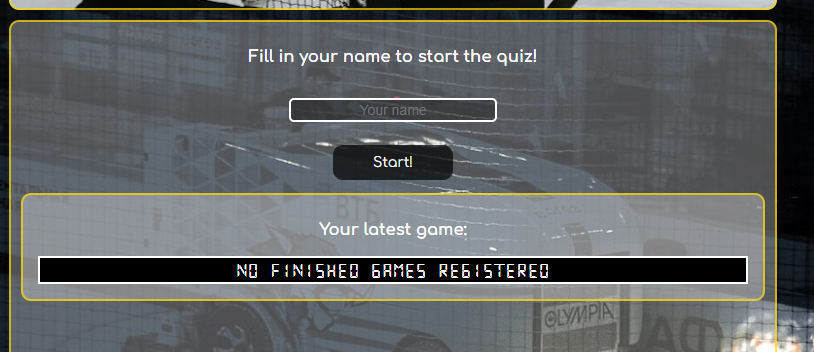 Fill in your name to start the quiz!
Your name
Start!
BTF
Your latest game:
NO FINISHED GAMES REGISTERED
OLYMPIA